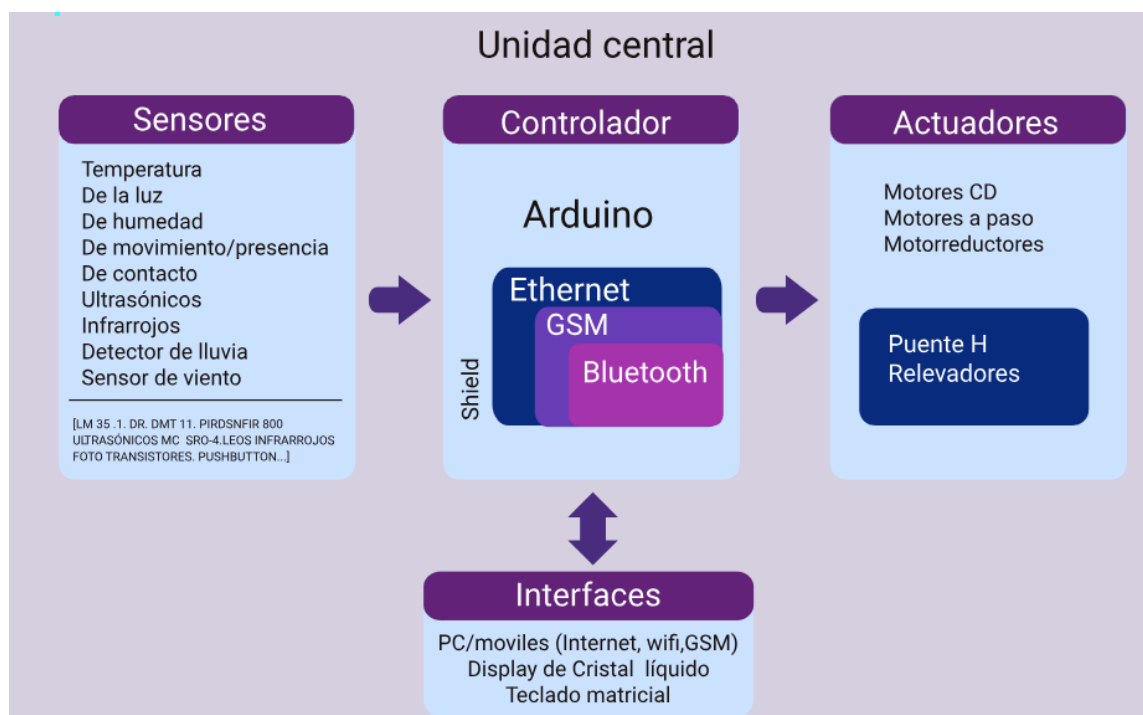 Unidad central
Sensores
Temperatura
De la luz
De humedad
De movimiento/presencia
De contacto
Ultrasónicos
Infrarrojos
Detector de lluvia
Sensor de viento
[LM 35 .1. DR. DMT 11. PIRDSNFIR 800
ULTRASÓNICOS MC SRO-4.LEOS INFRARROJOS
FOTO TRANSISTORES. PUSHBUTTON...]
Controlador
Arduino
Ethernet
GSM
Bluetooth
Shield
Actuadores
Motores CD
Motores a paso
Motorreductores
Puente H
Relevadores
Interfaces
PC/moviles (Internet, wifi,GSM)
Display de Cristal líquido
Teclado matricial